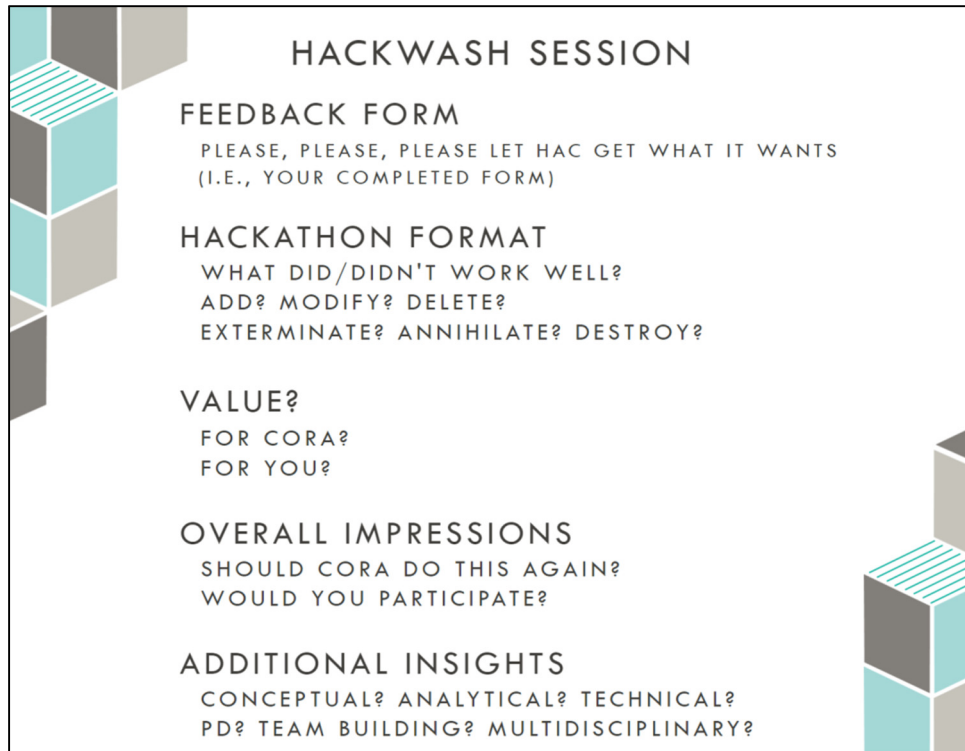 HACKWASH SESSION
FEEDBACK FORM
PLEASE, PLEASE, PLEASE LET HAC GET WHAT IT WANTS
(I.E., YOUR COMPLETED FORM)
HACKATHON FORMAT
WHAT DID/DIDN'T WORK WELL?
ADD? MODIFY? DELETE?
EXTERMINATE? ANNIHILATE? DESTROY?
VALUE?
FOR CORA?
FOR YOU?
OVERALL IMPRESSIONS
SHOULD CORA DO THIS AGAIN?
WOULD YOU PARTICIPATE?
ADDITIONAL INSIGHTS
CONCEPTUAL? ANALYTICAL? TECHNICAL?
PD? TEAM BUILDING? MULTIDISCIPLINARY?